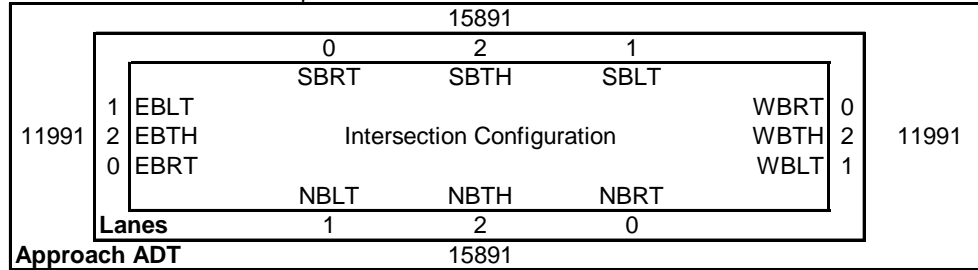 15891
0 2 1
SBRT SBTH SBLT
1 EBLT WBRT 0
11991 2 EBTH Intersection Configuration WBTH 2 11991
0 EBRT WBLT 1
NBLT NBTH NBRT
Lanes 1 2 0
Approach ADT 15891